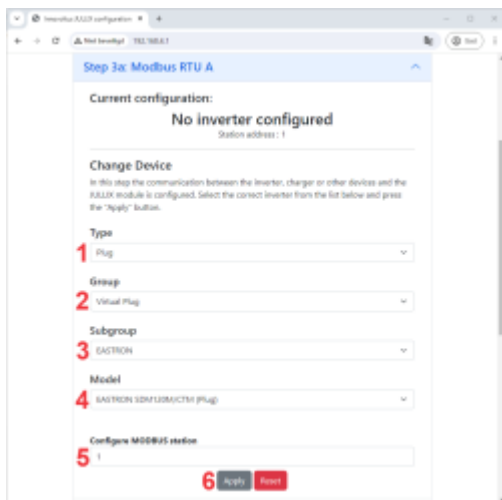 Step 3a: Modbus RTU A
Current configuration:
No inverter configured
Station address : 1
Change Device
In this step the communication between the inverter, charger or other devices and the
module is configured. Select the correct inverter from the list below and press
the "Apply" button.
Type
1 Plug
Group
2 Virtual Plug
Subgroup
3 EASTRON
Model
4 EASTRON (Plug)
Configure MODBUS station
5 1
6 Apply Reset